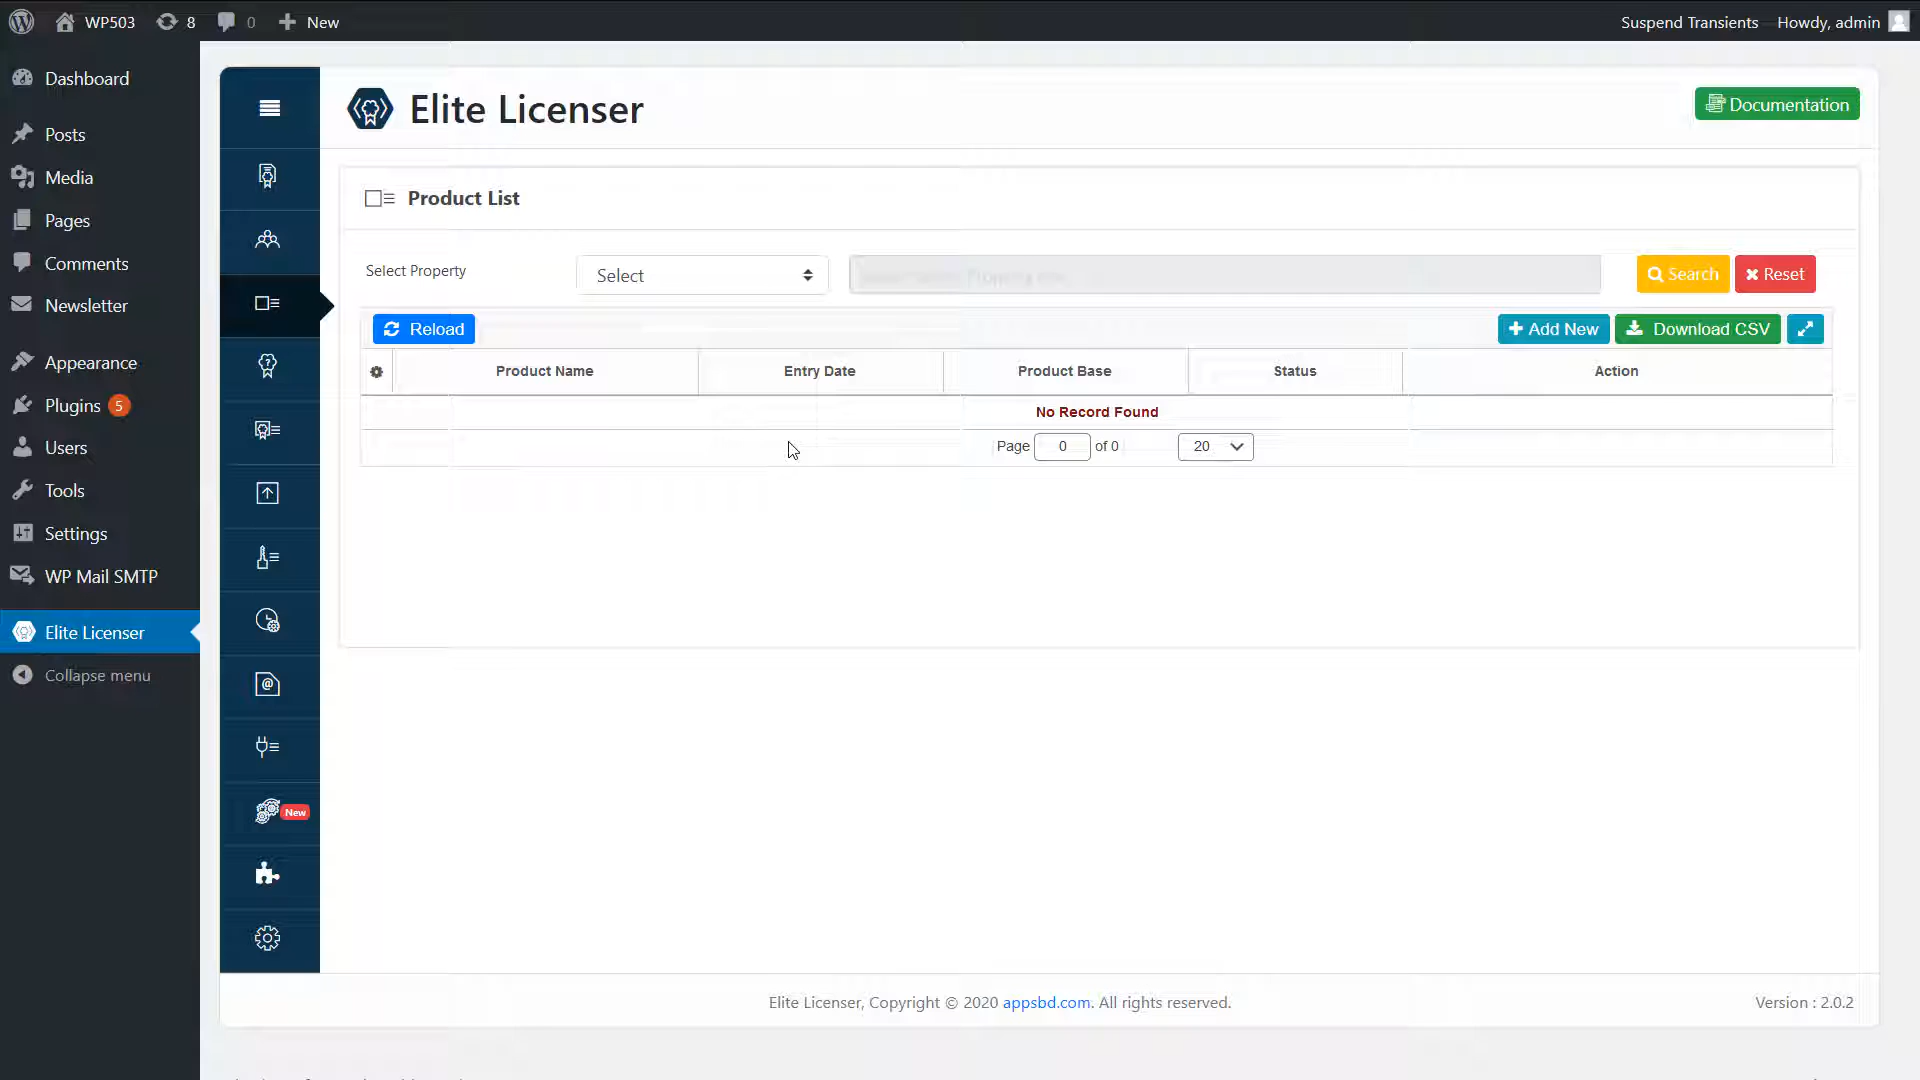 WP503 8 0 New Suspend Transients Howdy, admin
Dashboard
Posts
Media
Pages
Comments
Newsletter
Appearance
Plugins 5
Users
Tools
Settings
WP Mail SMTP
Elite Licenser
Collapse menu
New
Elite Licenser
Documentation
Product List
Select Property Select Search Reset
Reload Add New Download CSV
Product Name Entry Date Product Base Status Action
No Record Found
Page 0 of 0 20
Elite Licenser, Copyright © 2020 appsbd.com. All rights reserved. Version : 2.0.2